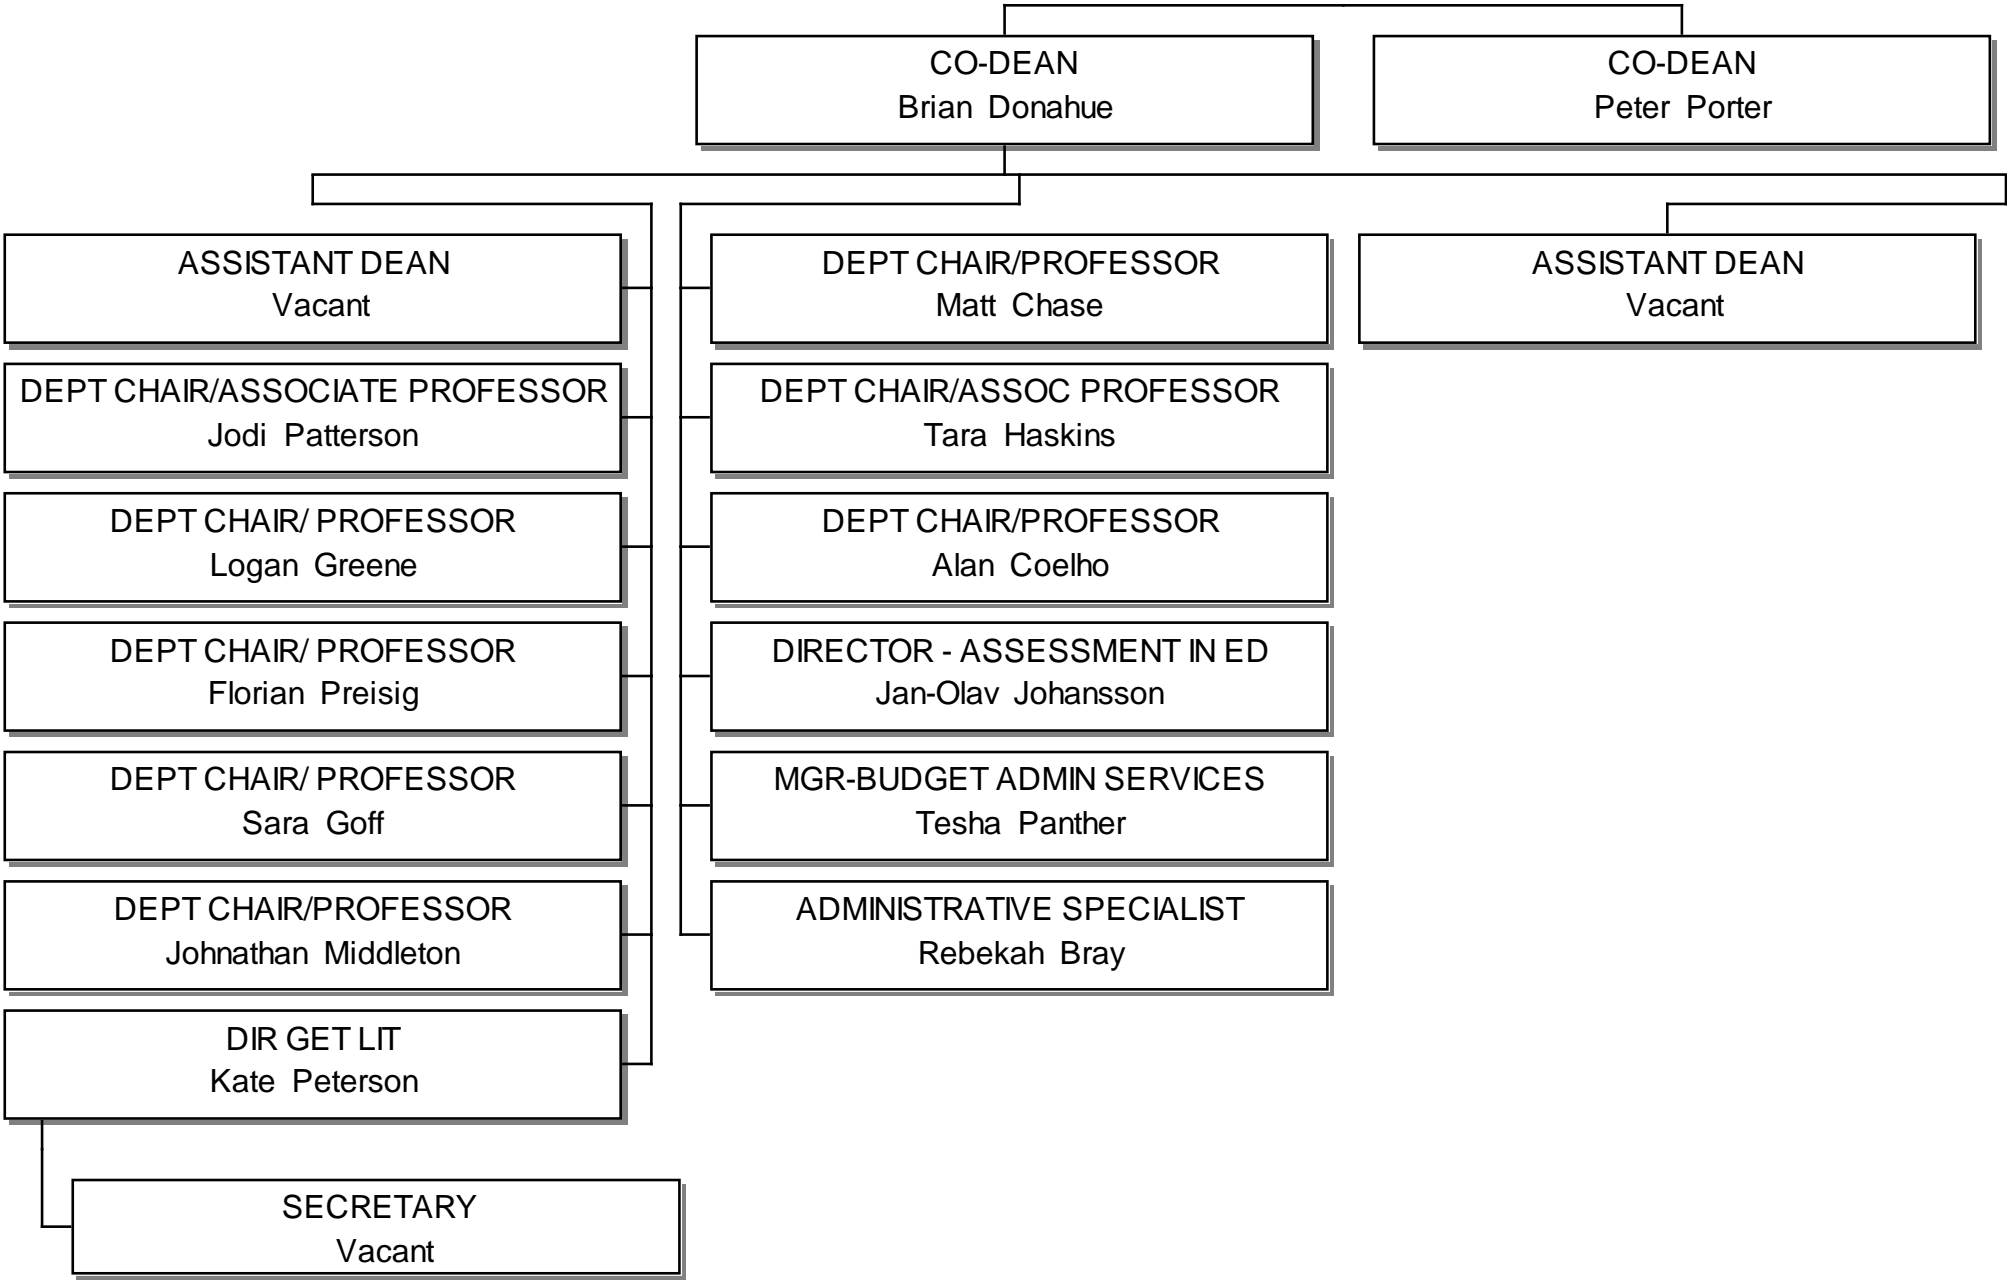 CO-DEAN
Brian Donahue
CO-DEAN
Peter Porter
ASSISTANT DEAN
Vacant
DEPT CHAIR/ASSOCIATE PROFESSOR
Jodi Patterson
DEPT CHAIR/ PROFESSOR
Logan Greene
DEPT CHAIR/ PROFESSOR
Florian Preisig
DEPT CHAIR/ PROFESSOR
Sara Goff
DEPT CHAIR/PROFESSOR
Johnathan Middleton
DIR GET LIT
Kate Peterson
SECRETARY
Vacant
DEPT CHAIR/PROFESSOR
Matt Chase
DEPT CHAIR/ASSOC PROFESSOR
Tara Haskins
DEPT CHAIR/PROFESSOR
Alan Coelho
DIRECTOR - ASSESSMENT IN ED
Jan-Olav Johansson
MGR-BUDGET ADMIN SERVICES
Tesha Panther
ADMINISTRATIVE SPECIALIST
Rebekah Bray
ASSISTANT DEAN
Vacant